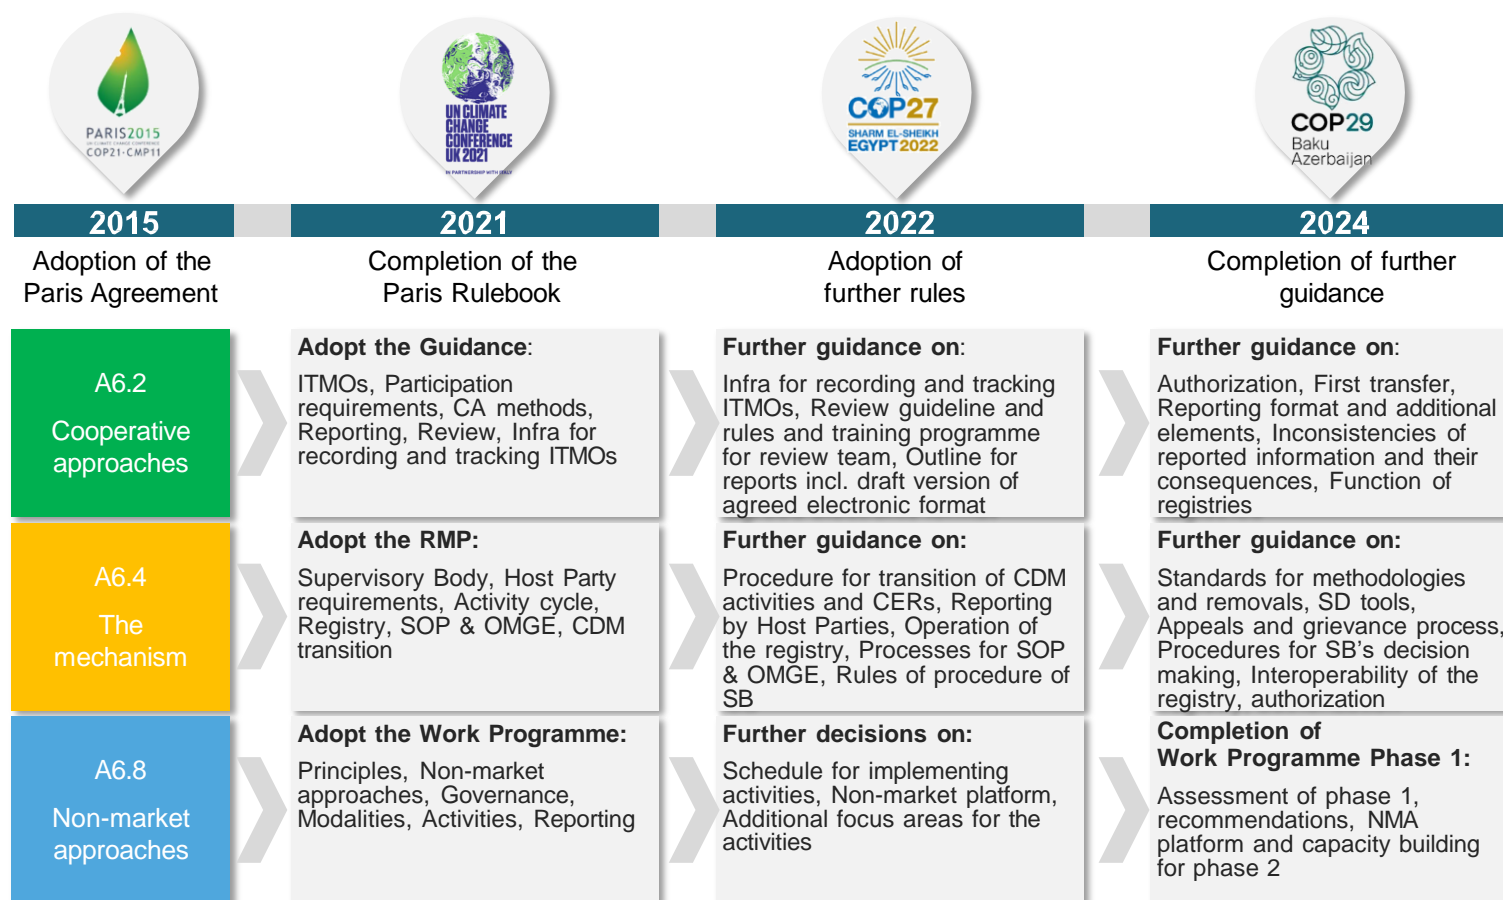 PARIS2015
UN CLIMATE CHANGE CONFERENCE
COP21·CMP11
UN CLIMATE
CHANGE
CONFERENCE
UK 2021
IN PARTNERSHIP WITH ITALY
COP27
SHARM EL-SHEIKH
EGYPT 2022
COP29
Baku
Azerbaijan
2015
2021
2022
2024
Adoption of the
Paris Agreement
Completion of the
Paris Rulebook
Adoption of
further rules
Completion of further
guidance
A6.2
Cooperative
approaches
Adopt the Guidance:
ITMOs, Participation
requirements, CA methods,
Reporting, Review, Infra for
recording and tracking ITMOs
Further guidance on:
Infra for recording and tracking
ITMOs, Review guideline and
rules and training programme
for review team, Outline for
reports incl. draft version of
agreed electronic format
Further guidance on:
Authorization, First transfer,
Reporting format and additional
elements, Inconsistencies of
reported information and their
consequences, Function of
registries
A6.4
The
mechanism
Adopt the RMP:
Supervisory Body, Host Party
requirements, Activity cycle,
Registry, SOP & OMGE, CDM
transition
Further guidance on:
Procedure for transition of CDM
activities and CERs, Reporting
by Host Parties, Operation of
the registry, Processes for SOP
& OMGE, Rules of procedure of
SB
Further guidance on:
Standards for methodologies
and removals, SD tools,
Appeals and grievance process,
Procedures for SB's decision
making, Interoperability of the
registry, authorization
A6.8
Non-market
approaches
Adopt the Work Programme:
Principles, Non-market
approaches, Governance,
Modalities, Activities, Reporting
Further decisions on:
Schedule for implementing
activities, Non-market platform,
Additional focus areas for the
activities
Completion of
Work Programme Phase 1:
Assessment of phase 1,
recommendations, NMA
platform and capacity building
for phase 2